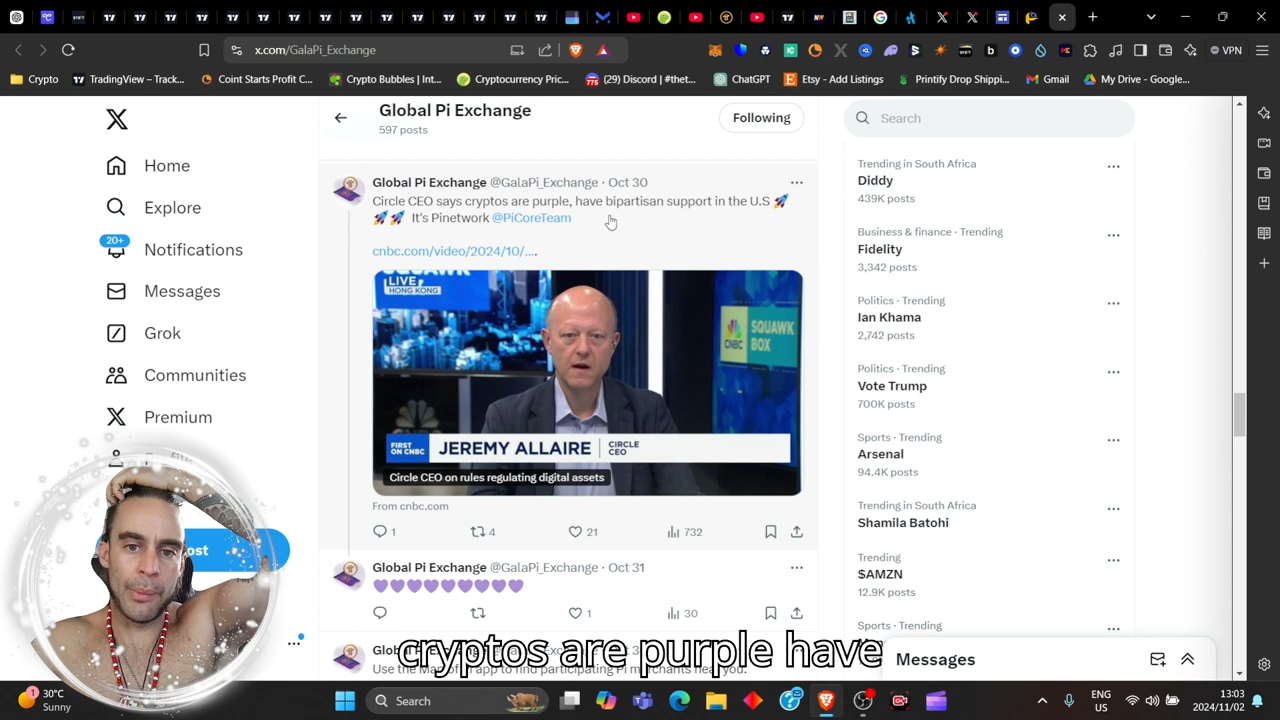 x.com/GalaPi_Exchange
VPN
Crypto
TradingView – Track...
Coint Starts Profit C...
Crypto Bubbles | Int...
Cryptocurrency Pric...
(29) Discord | #thet...
ChatGPT
Etsy - Add Listings
Printify Drop Shippi...
Gmail
My Drive - Google...
Global Pi Exchange
597 posts
Following
Search
Home
Explore
20+
Notifications
Messages
Grok
Communities
Premium
Global Pi Exchange @GalaPi_Exchange · Oct 30
Circle CEO says cryptos are purple, have bipartisan support in the U.S 🚀
🚀🚀 It's Pinetwork @PiCoreTeam
cnbc.com/video/2024/10/....
LIVE
HONG KONG
SQUAWK
BOX
CNBC
FIRST
ON CNBC
JEREMY ALLAIRE
CIRCLE
CEO
Circle CEO on rules regulating digital assets
From cnbc.com
1
4
21
732
Global Pi Exchange @GalaPi_Exchange · Oct 31
💜💜💜💜💜💜💜💜💜
1
30
Global Pi Exchange
cryptos are purple have
Trending in South Africa
Diddy
439K posts
Business & finance · Trending
Fidelity
3,342 posts
Politics · Trending
Ian Khama
2,742 posts
Politics · Trending
Vote Trump
700K posts
Sports · Trending
Arsenal
94.4K posts
Trending in South Africa
Shamila Batohi
Trending
$AMZN
12.9K posts
Sports · Trending
Messages
30°C
Sunny
Search
ENG
US
13:03
2024/11/02